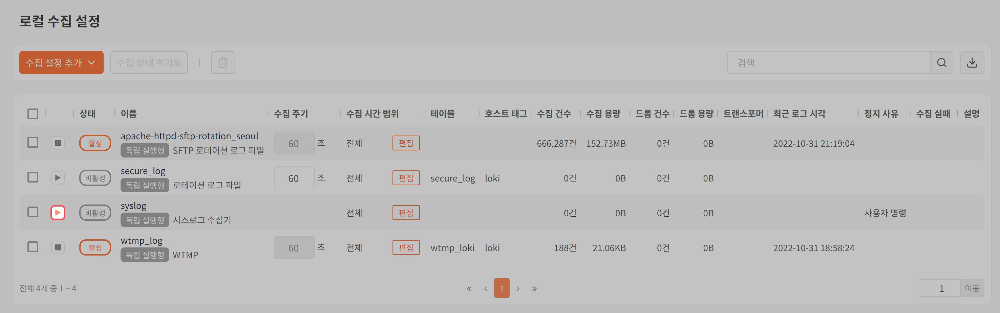 로컬 수집 설정
수집 설정 추가 수집 상태 초기화 검색
상태 이름 수집 주기 수집 시간 범위 테이블 호스트 태그 수집 건수 수집 용량 드롭 건수 드롭 용량 트랜스포머 최근 로그 시각 정지 사유 수집 실패 설명
활성 apache-httpd-sftp-rotation_seoul 60 초 전체 편집 666,287건 152.73MB 0건 0B 2022-10-31 21:19:04
독립 실행형 SFTP 로테이션 로그 파일
비활성 secure_log 60 초 전체 편집 secure_log loki 0건 0B 0건 0B
독립 실행형 로테이션 로그 파일
비활성 syslog 전체 편집 0건 0B 0건 0B 사용자 명령
독립 실행형 시스로그 수집기
활성 wtmp_log 60 초 전체 편집 wtmp_loki loki 188건 21.06KB 0건 0B 2022-10-31 18:58:24
독립 실행형 WTMP
전체 4개 중 1 ~ 4 « ‹ 1 › » 1 이동